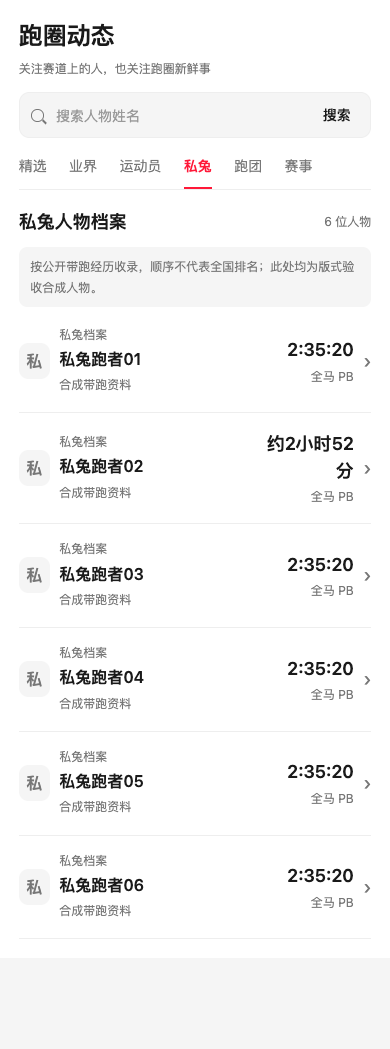 跑圈动态
关注赛道上的人，也关注跑圈新鲜事
搜索人物姓名 搜索
精选 业界 运动员 私兔 跑团 赛事
私兔人物档案 6 位人物
按公开带跑经历收录，顺序不代表全国排名；此处均为版式验
收合成人物。
私兔档案
私 私兔跑者01 2:35:20 ›
合成带跑资料 全马 PB
私兔档案
私 私兔跑者02 约2小时52
分 ›
合成带跑资料 全马 PB
私兔档案
私 私兔跑者03 2:35:20 ›
合成带跑资料 全马 PB
私兔档案
私 私兔跑者04 2:35:20 ›
合成带跑资料 全马 PB
私兔档案
私 私兔跑者05 2:35:20 ›
合成带跑资料 全马 PB
私兔档案
私 私兔跑者06 2:35:20 ›
合成带跑资料 全马 PB